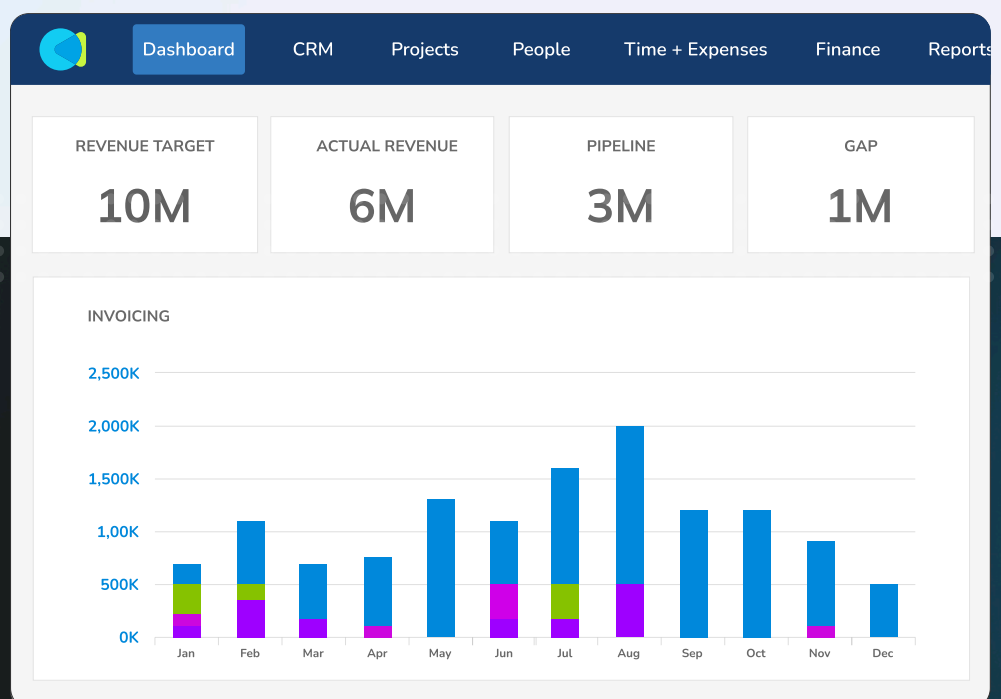 Dashboard CRM Projects People Time + Expenses Finance Reports
REVENUE TARGET ACTUAL REVENUE PIPELINE GAP
10M 6M 3M 1M
INVOICING
2,500K
2,000K
1,500K
1,00K
500K
0K
Jan Feb Mar Apr May Jun Jul Aug Sep Oct Nov Dec